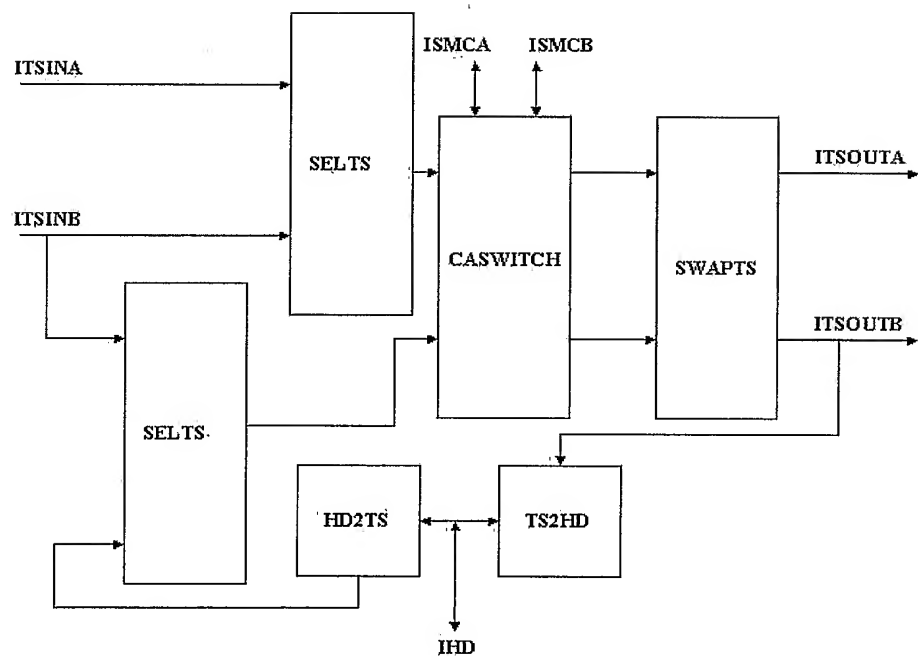 ISMCA
ISMCB
ITSINA
SELTS
ITSOUTA
ITSINB
CASWITCH
SWAPTS
ITSOUTB
SELTS
HD2TS
TS2HD
IHD